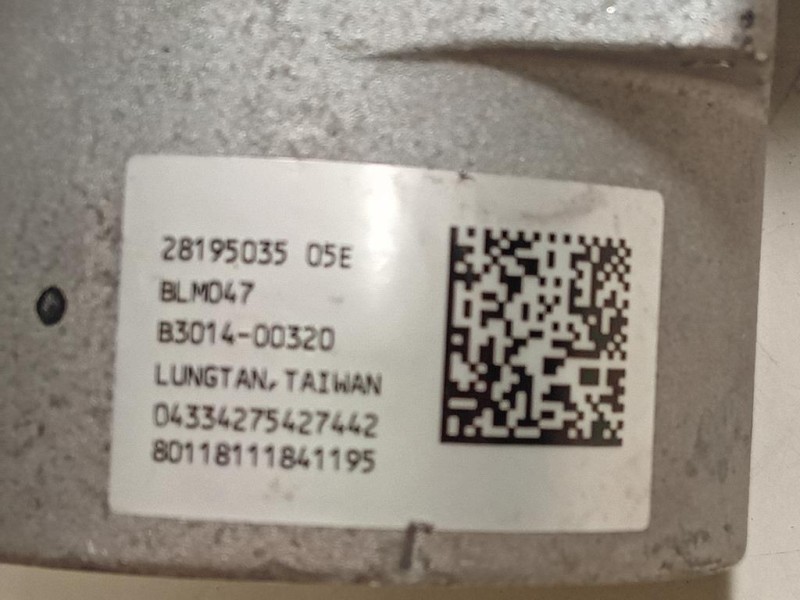 28195035 05E
BLM047
B3014-00320
LUNGTAN, TAIWAN
04334275427442
80118111841195